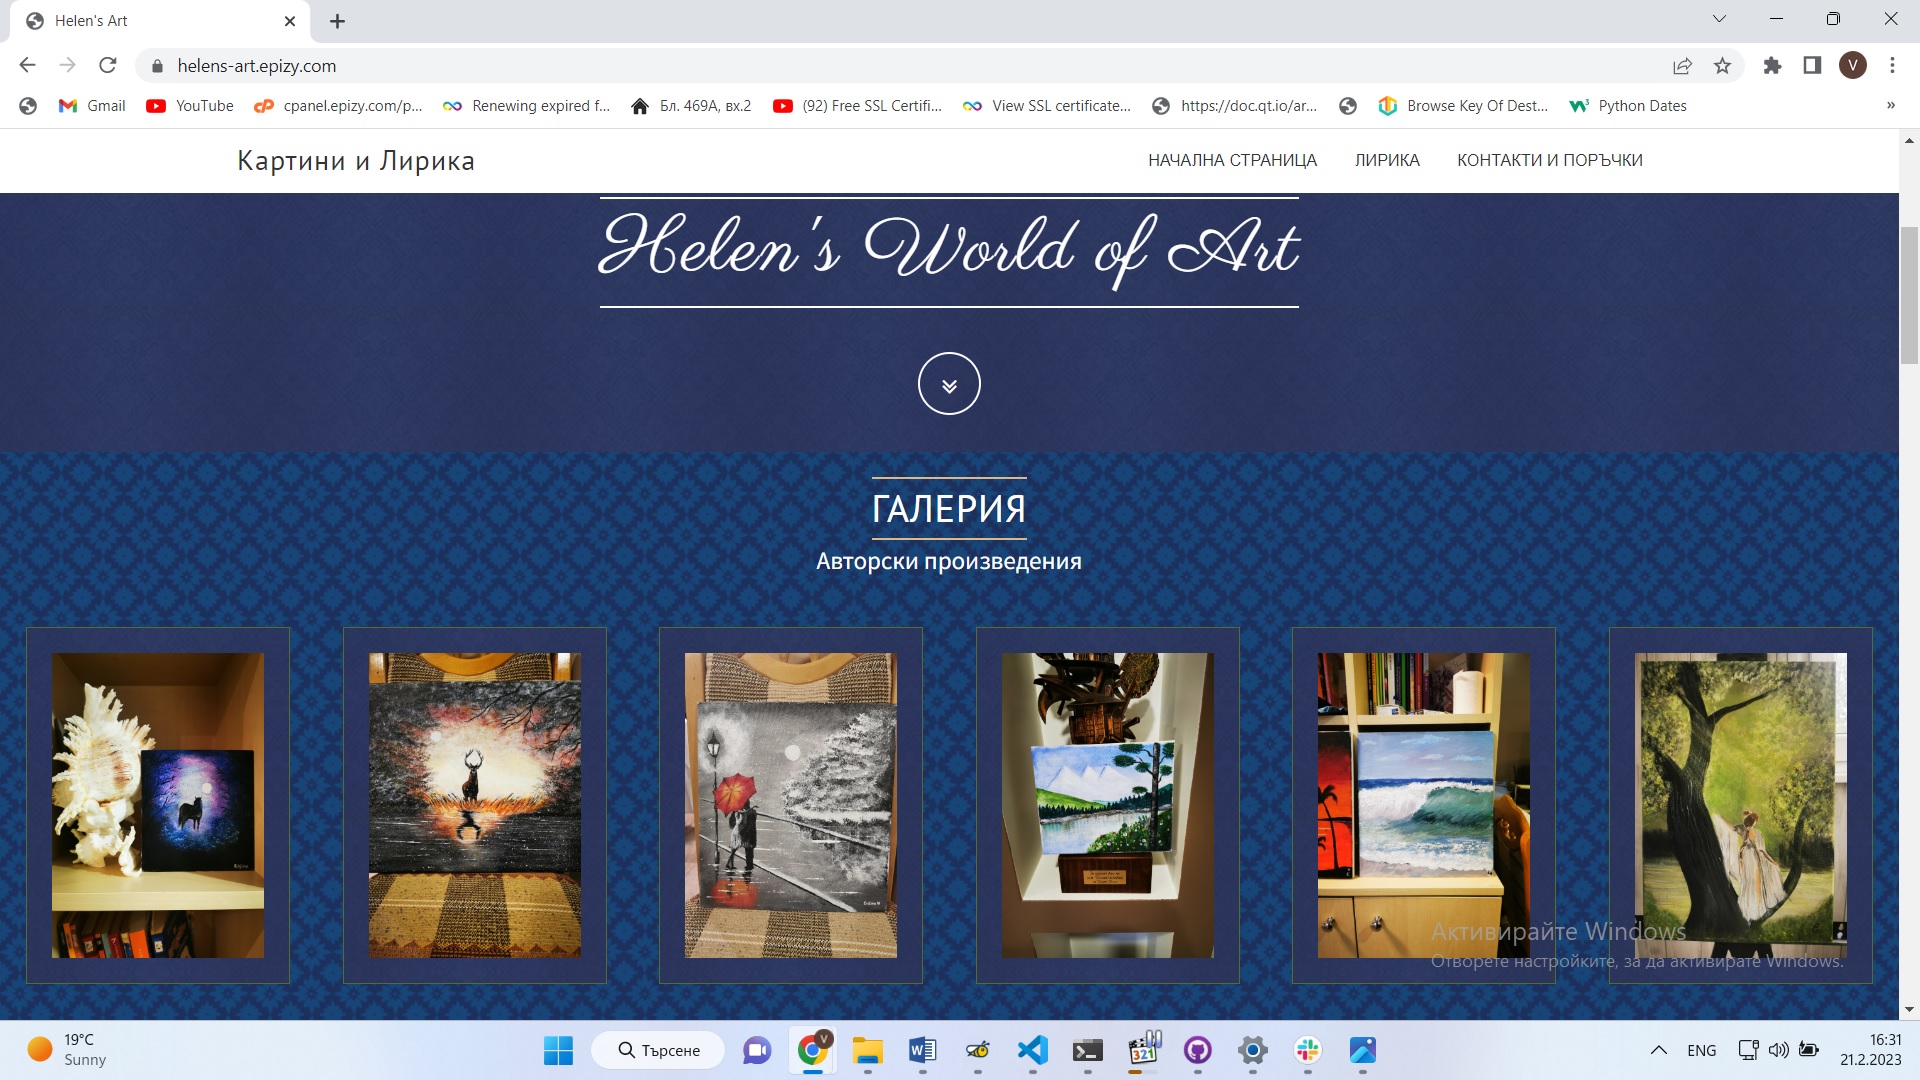 Helen's Art
helens-art.epizy.com
V
Gmail
YouTube
cpanel.epizy.com/p...
Renewing expired f...
Бл. 469А, вх.2
(92) Free SSL Certifi...
View SSL certificate...
https://doc.qt.io/ar...
Browse Key Of Dest...
Python Dates
»
Картини и Лирика
НАЧАЛНА СТРАНИЦА
ЛИРИКА
КОНТАКТИ И ПОРЪЧКИ
Helen's World of Art
ГАЛЕРИЯ
Авторски произведения
Активирайте Windows
Отворете настройките, за да активирате Windows.
19°C
Sunny
Търсене
V
321
ENG
16:31
21.2.2023